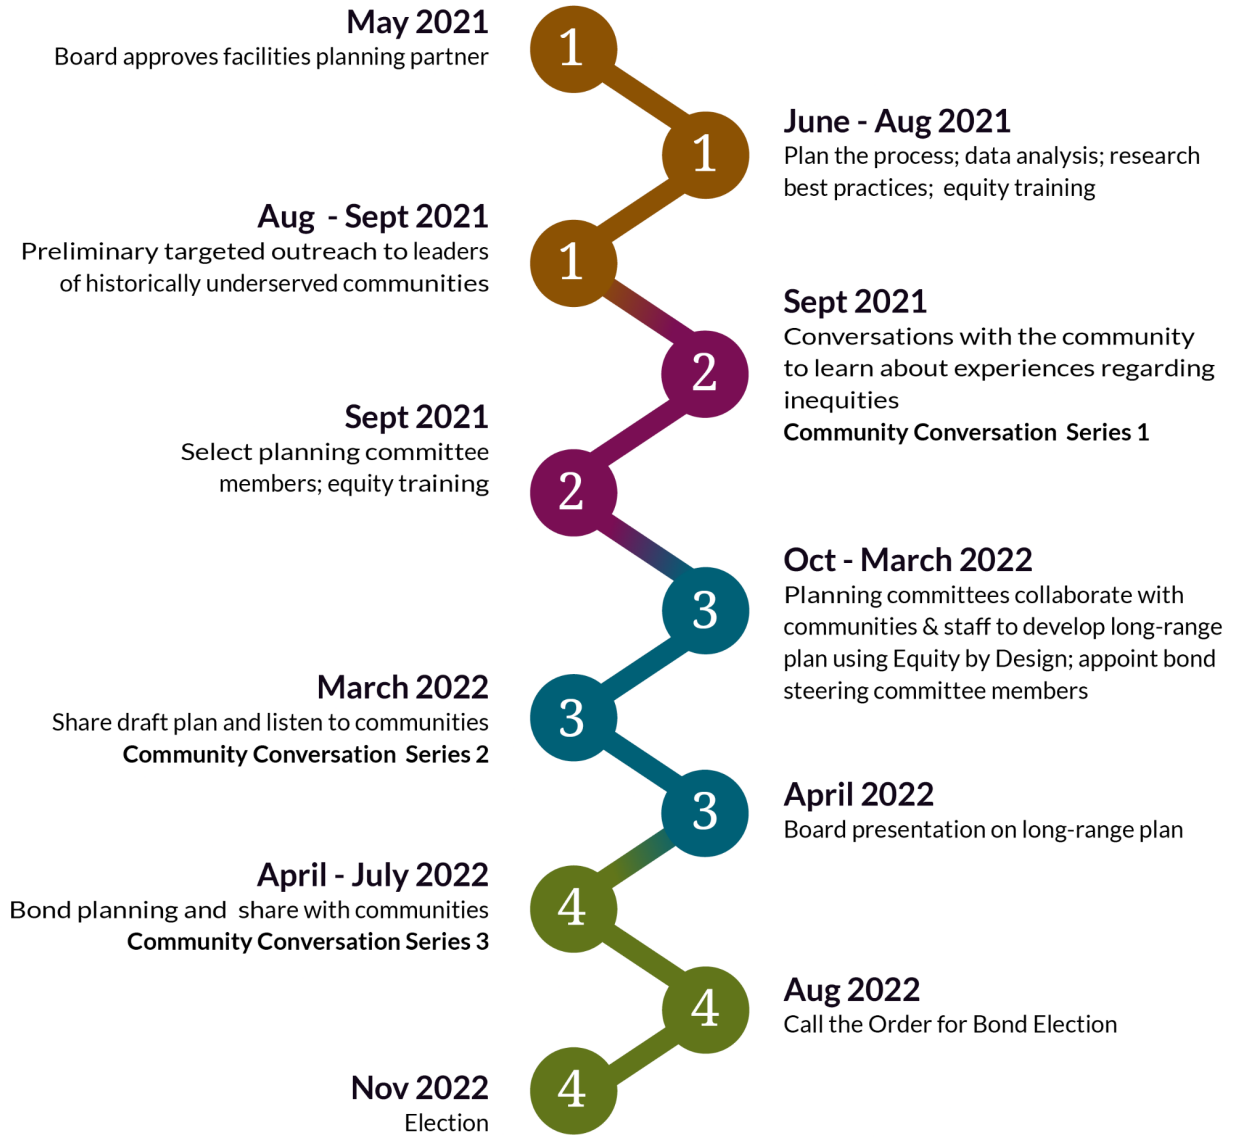 May 2021
Board approves facilities planning partner
1
June - Aug 2021
Plan the process; data analysis; research
best practices; equity training
1
Aug - Sept 2021
Preliminary targeted outreach to leaders
of historically underserved communities
1
Sept 2021
Conversations with the community
to learn about experiences regarding
inequities
Community Conversation Series 1
2
Sept 2021
Select planning committee
members; equity training
2
Oct - March 2022
Planning committees collaborate with
communities & staff to develop long-range
plan using Equity by Design; appoint bond
steering committee members
3
March 2022
Share draft plan and listen to communities
Community Conversation Series 2
3
April 2022
Board presentation on long-range plan
3
April - July 2022
Bond planning and share with communities
Community Conversation Series 3
4
Aug 2022
Call the Order for Bond Election
4
Nov 2022
Election
4